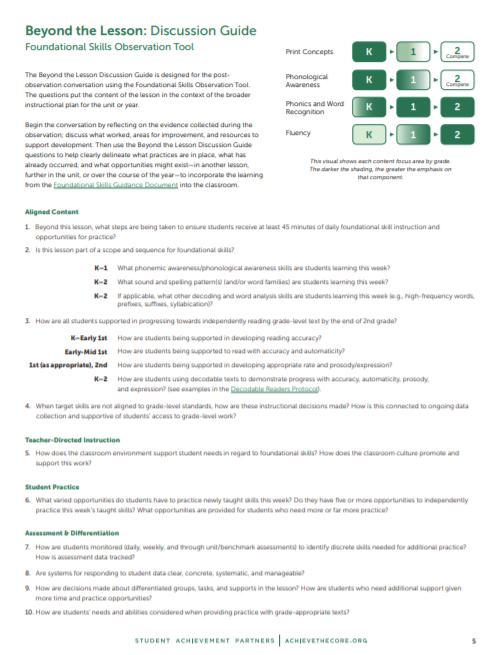 Beyond the Lesson: Discussion Guide
Foundational Skills Observation Tool
The Beyond the Lesson Discussion Guide is designed for the post-
observation conversation using the Foundational Skills Observation Tool.
The questions put the content of the lesson in the context of the broader
instructional plan for the unit or year.
Begin the conversation by reflecting on the evidence collected during the
observation; discuss what worked, areas for improvement, and resources to
support development. Then use the Beyond the Lesson Discussion Guide
questions to help clearly delineate what practices are in place, what has
already occurred, and what opportunities might exist—in another lesson,
further in the unit, or over the course of the year—to incorporate the learning
from the Foundational Skills Guidance Document into the classroom.
Print Concepts K 1 2 Complete
Phonological
Awareness K 1 2 Complete
Phonics and Word
Recognition K 1 2
Fluency K 1 2
This visual shows each content focus area by grade.
The darker the shading, the greater the emphasis on
that component.
Aligned Content
1. Beyond this lesson, what steps are being taken to ensure students receive at least 45 minutes of daily foundational skill instruction and
opportunities for practice?
2. Is this lesson part of a scope and sequence for foundational skills?
K–1 What phonemic awareness/phonological awareness skills are students learning this week?
K–2 What sound and spelling pattern(s) (and/or word families) are students learning this week?
K–2 If applicable, what other decoding and word analysis skills are students learning this week (e.g., high-frequency words,
prefixes, suffixes, syllabication)?
3. How are all students supported in progressing towards independently reading grade-level text by the end of 2nd grade?
K–Early 1st How are students being supported in developing reading accuracy?
Early-Mid 1st How are students being supported to read with accuracy and automaticity?
1st (as appropriate), 2nd How are students being supported in developing appropriate rate and prosody/expression?
K–2 How are students using decodable texts to demonstrate progress with accuracy, automaticity, prosody,
and expression? (see examples in the Decodable Readers Protocol).
4. When target skills are not aligned to grade-level standards, how are these instructional decisions made? How is this connected to ongoing data
collection and supportive of students' access to grade-level work?
Teacher-Directed Instruction
5. How does the classroom environment support student needs in regard to foundational skills? How does the classroom culture promote and
support this work?
Student Practice
6. What varied opportunities do students have to practice newly taught skills this week? Do they have five or more opportunities to independently
practice this week's taught skills? What opportunities are provided for students who need more or far more practice?
Assessment & Differentiation
7. How are students monitored (daily, weekly, and through unit/benchmark assessments) to identify discrete skills needed for additional practice?
How is assessment data tracked?
8. Are systems for responding to student data clear, concrete, systematic, and manageable?
9. How are decisions made about differentiated groups, tasks, and supports in the lesson? How are students who need additional support given
more time and practice opportunities?
10. How are students' needs and abilities considered when providing practice with grade-appropriate texts?
STUDENT ACHIEVEMENT PARTNERS | ACHIEVETHECORE.ORG 5